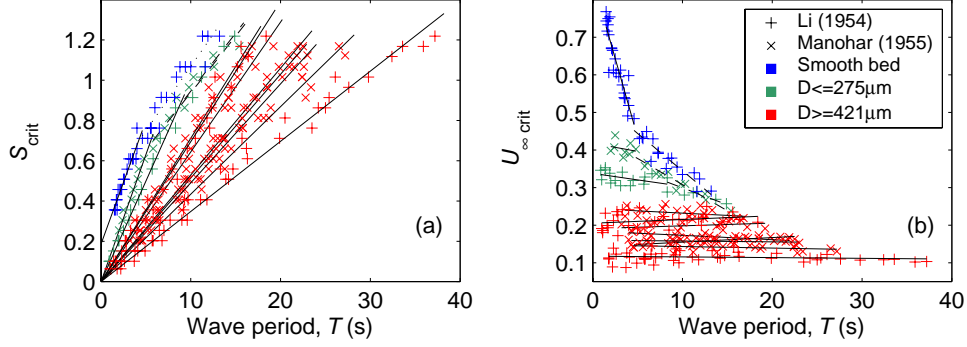 1.2
1
0.8
0.6
0.4
0.2
0
S crit
0 10 20 30 40
Wave period, T (s)
(a)
0.7
0.6
0.5
0.4
0.3
0.2
0.1
U∞ crit
0 10 20 30 40
Wave period, T (s)
(b)
+ Li (1954)
× Manohar (1955)
Smooth bed
D<=275μm
D>=421μm